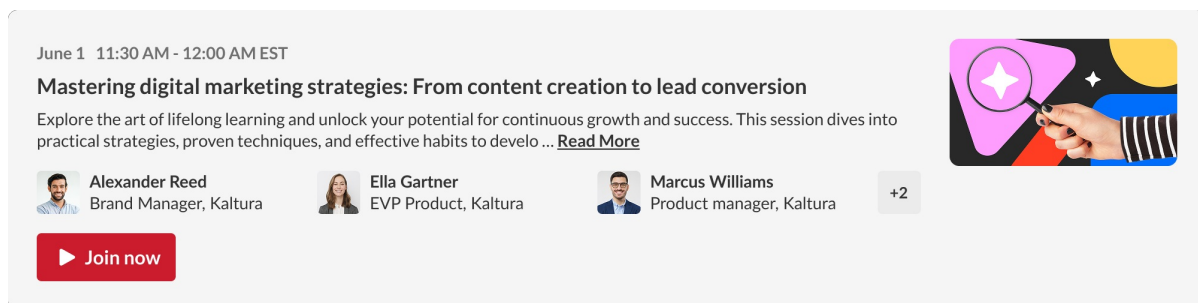 June 1 11:30 AM - 12:00 AM EST
Mastering digital marketing strategies: From content creation to lead conversion
Explore the art of lifelong learning and unlock your potential for continuous growth and success. This session dives into
practical strategies, proven techniques, and effective habits to develo ... Read More
Alexander Reed
Brand Manager, Kaltura
Ella Gartner
EVP Product, Kaltura
Marcus Williams
Product manager, Kaltura
+2
Join now